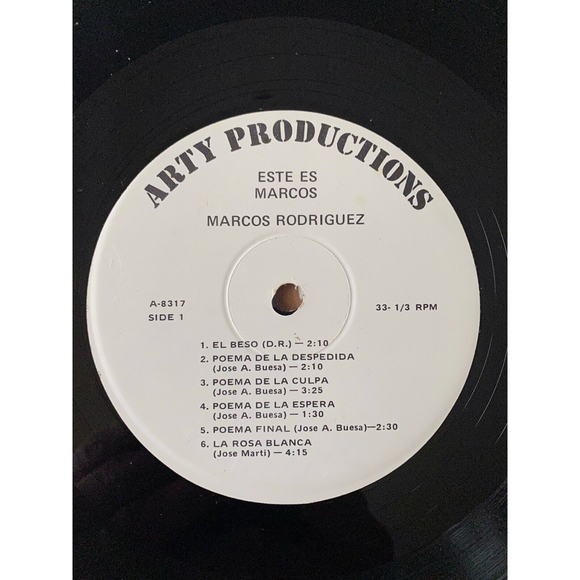 ARTY PRODUCTIONS
ESTE ES
MARCOS
MARCOS RODRIGUEZ
A-8317
SIDE 1
33- 1/3 RPM
1. EL BESO (D.R.) — 2:10
2. POEMA DE LA DESPEDIDA
(Jose A. Buesa) — 2:10
3. POEMA DE LA CULPA
(Jose A. Buesa) — 3:25
4. POEMA DE LA ESPERA
(Jose A. Buesa) — 1:30
5. POEMA FINAL (Jose A. Buesa)—2:30
6. LA ROSA BLANCA
(Jose Marti) — 4:15